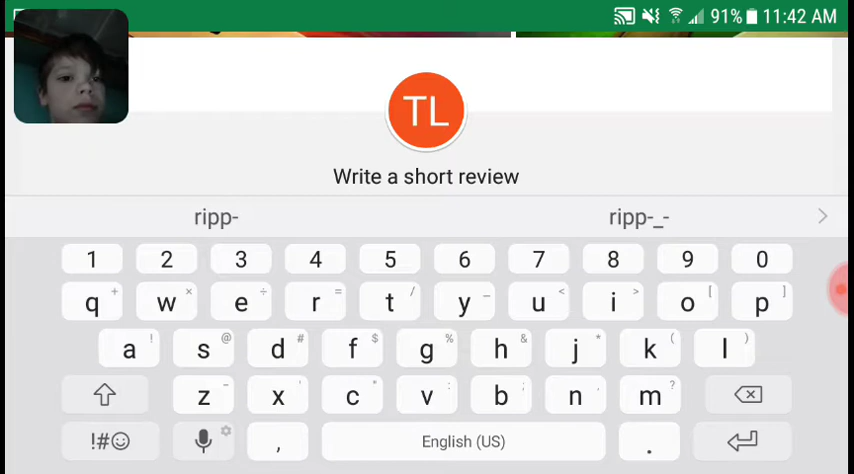 91% 11:42 AM
TL
Write a short review
ripp- ripp-_-
1 2 3 4 5 6 7 8 9 0
q + w × e ÷ r = t / y _ u < i > o [ p ]
a ! s @ d # f $ g % h & j * k ( l )
z - x ' c " v : b ; n , m ?
!#☺ , English (US) .